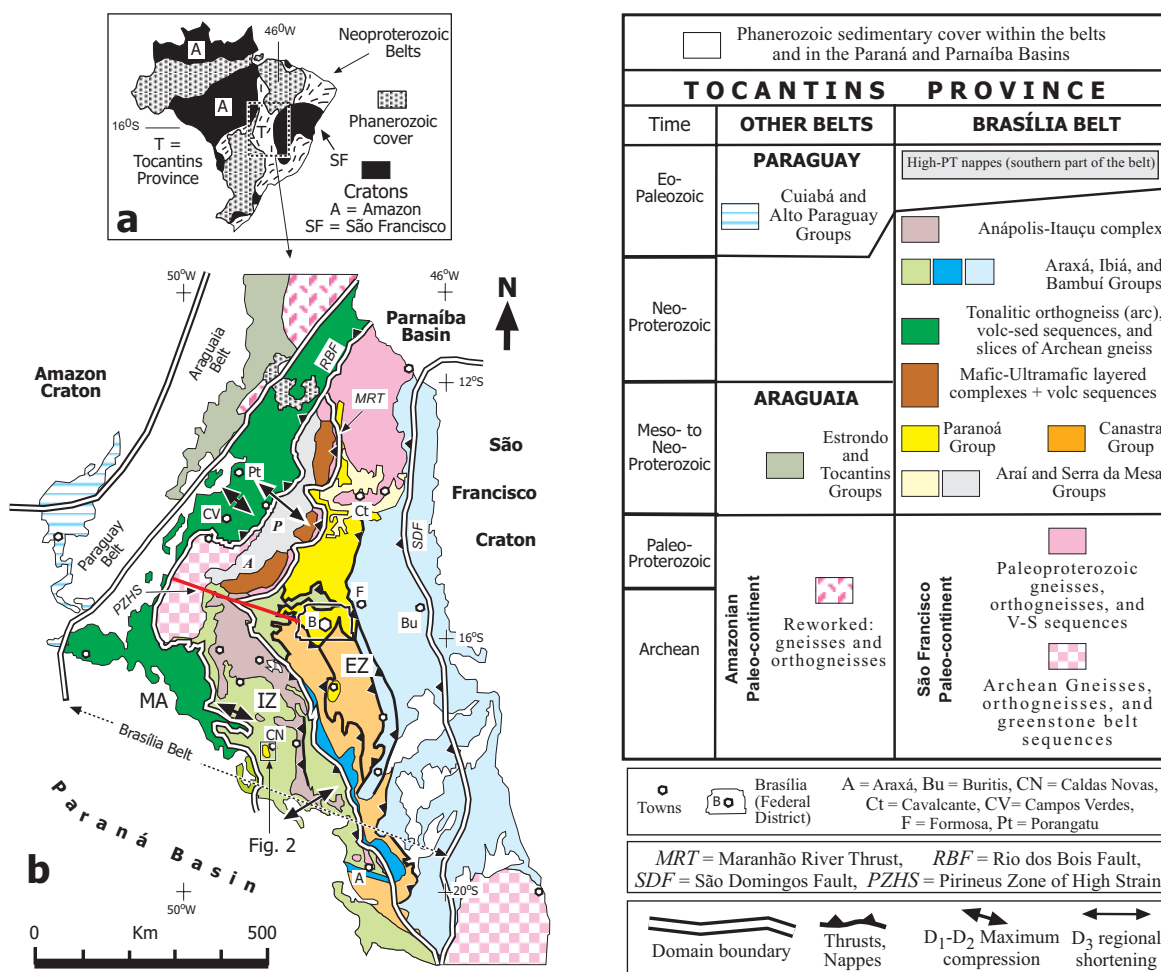 46⁰W
Neoproterozoic
Belts
A
A
Phanerozoic
cover
16⁰S
T
T =
Tocantins
Province
SF
Cratons
A = Amazon
SF = São Francisco
a
50⁰W
46⁰W
N
Parnaíba
Basin
Araguaia
Belt
RBF
Amazon
Craton
12⁰S
MRT
São
Francisco
Craton
Pt
CV
P
Ct
SDF
Paraguay
Belt
A
PZHS
F
B
Bu
16⁰S
EZ
MA
IZ
Brasília Belt
CN
Fig. 2
Paraná Basin
A
20⁰S
b
50⁰W
0 Km 500
Phanerozoic sedimentary cover within the belts
and in the Paraná and Parnaíba Basins
TOCANTINS PROVINCE
Time
OTHER BELTS
BRASÍLIA BELT
Eo-
Paleozoic
PARAGUAY
Cuiabá and
Alto Paraguay
Groups
High-PT nappes (southern part of the belt)
Anápolis-Itauçu complex
Araxá, Ibiá, and
Bambuí Groups
Neo-
Proterozoic
Tonalitic orthogneiss (arc),
volc-sed sequences, and
slices of Archean gneiss
Mafic-Ultramafic layered
complexes + volc sequences
Meso- to
Neo-
Proterozoic
ARAGUAIA
Estrondo
and
Tocantins
Groups
Paranoá
Group
Canastra
Group
Araí and Serra da Mesa
Groups
Paleo-
Proterozoic
Archean
Amazonian
Paleo-continent
Reworked:
gneisses and
orthogneisses
São Francisco
Paleo-continent
Paleoproterozoic
gneisses,
orthogneisses, and
V-S sequences
Archean Gneisses,
orthogneisses, and
greenstone belt
sequences
Towns
B
Brasília
(Federal
District)
A = Araxá, Bu = Buritis, CN = Caldas Novas,
Ct = Cavalcante, CV= Campos Verdes,
F = Formosa, Pt = Porangatu
MRT = Maranhão River Thrust, RBF = Rio dos Bois Fault,
SDF = São Domingos Fault, PZHS = Pirineus Zone of High Strain
Domain boundary
Thrusts,
Nappes
D₁-D₂ Maximum
compression
D₃ regional
shortening